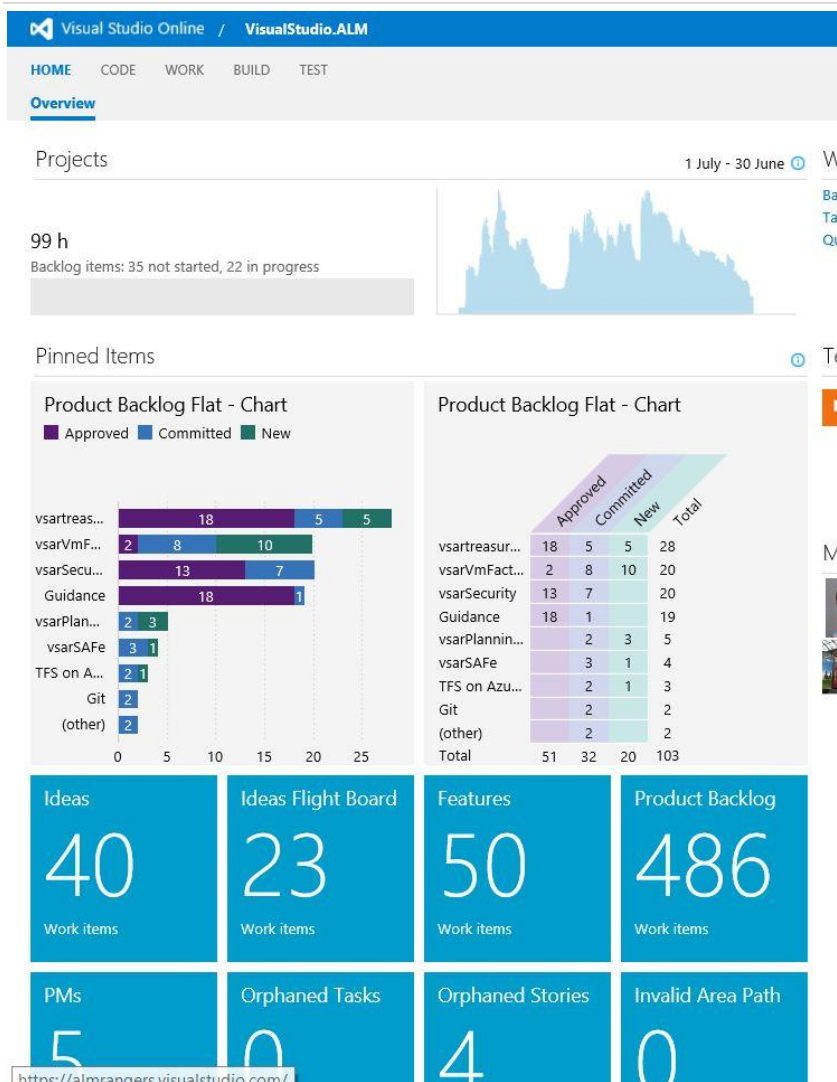 Visual Studio Online / VisualStudio.ALM
HOME CODE WORK BUILD TEST
Overview
Projects
1 July - 30 June
99 h
Backlog items: 35 not started, 22 in progress
Pinned Items
Product Backlog Flat - Chart
Approved Committed New
vsartreas... 18 5 5
vsarVmF... 2 8 10
vsarSecu... 13 7
Guidance 18 1
vsarPlan... 2 3
vsarSAFe 3 1
TFS on A... 2 1
Git 2
(other) 2
0 5 10 15 20 25
Product Backlog Flat - Chart
Approved Committed New Total
vsartreasur... 18 5 5 28
vsarVmFact... 2 8 10 20
vsarSecurity 13 7 20
Guidance 18 1 19
vsarPlannin... 2 3 5
vsarSAFe 3 1 4
TFS on Azu... 2 1 3
Git 2 2
(other) 2 2
Total 51 32 20 103
Ideas
40
Work items
Ideas Flight Board
23
Work items
Features
50
Work items
Product Backlog
486
Work items
PMs
5
Orphaned Tasks
0
Orphaned Stories
4
Invalid Area Path
0
https://almrangers.visualstudio.com/